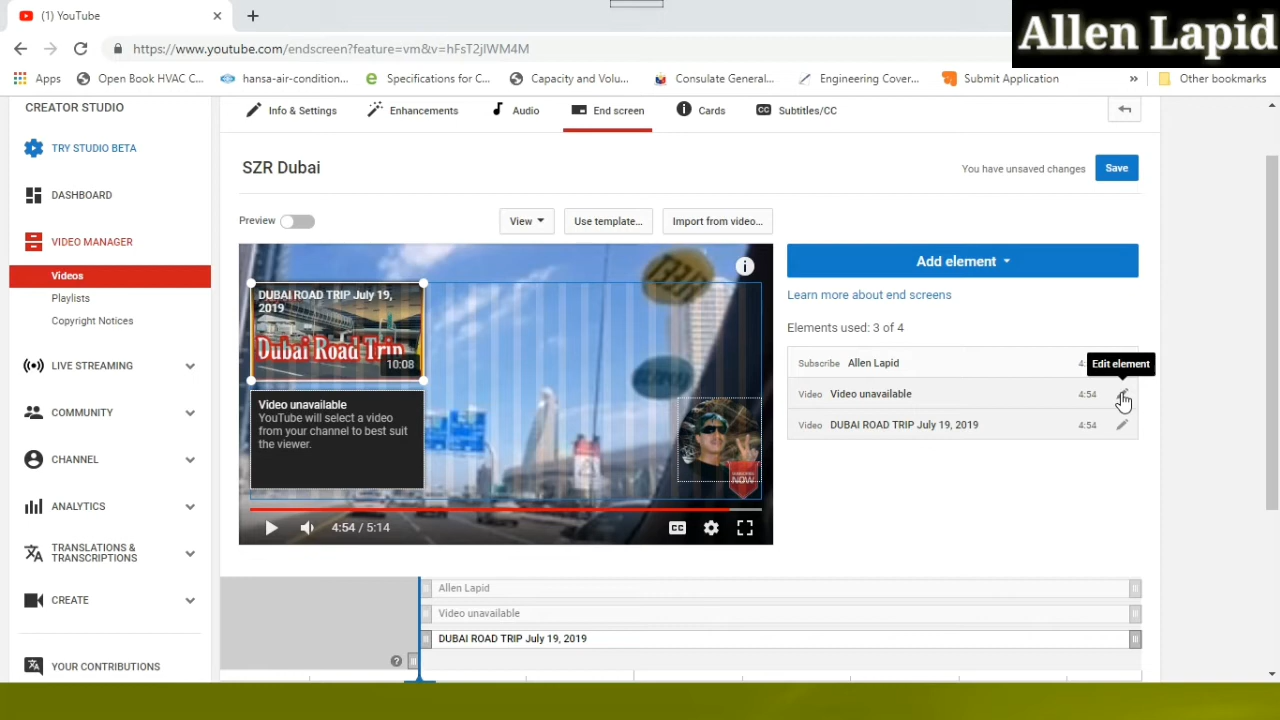 (1) YouTube
Allen Lapid
https://www.youtube.com/endscreen?feature=vm&v=hFsT2jlWM4M
Apps
Open Book HVAC C...
hansa-air-condition...
Specifications for C...
Capacity and Volu...
Consulate General...
Engineering Cover...
Submit Application
»
Other bookmarks
CREATOR STUDIO
TRY STUDIO BETA
DASHBOARD
VIDEO MANAGER
Videos
Playlists
Copyright Notices
LIVE STREAMING
COMMUNITY
CHANNEL
ANALYTICS
TRANSLATIONS &
TRANSCRIPTIONS
CREATE
YOUR CONTRIBUTIONS
Info & Settings
Enhancements
Audio
End screen
Cards
CC Subtitles/CC
SZR Dubai
You have unsaved changes
Save
Preview
View
Use template...
Import from video...
DUBAI ROAD TRIP July 19,
2019
Dubai Road Trip
10:08
Video unavailable
YouTube will select a video
from your channel to best suit
the viewer.
SUBSCRIBE
NOW
4:54 / 5:14
CC
Add element
Learn more about end screens
Elements used: 3 of 4
Subscribe Allen Lapid 4:
Edit element
Video Video unavailable 4:54
Video DUBAI ROAD TRIP July 19, 2019 4:54
Allen Lapid
Video unavailable
DUBAI ROAD TRIP July 19, 2019
?